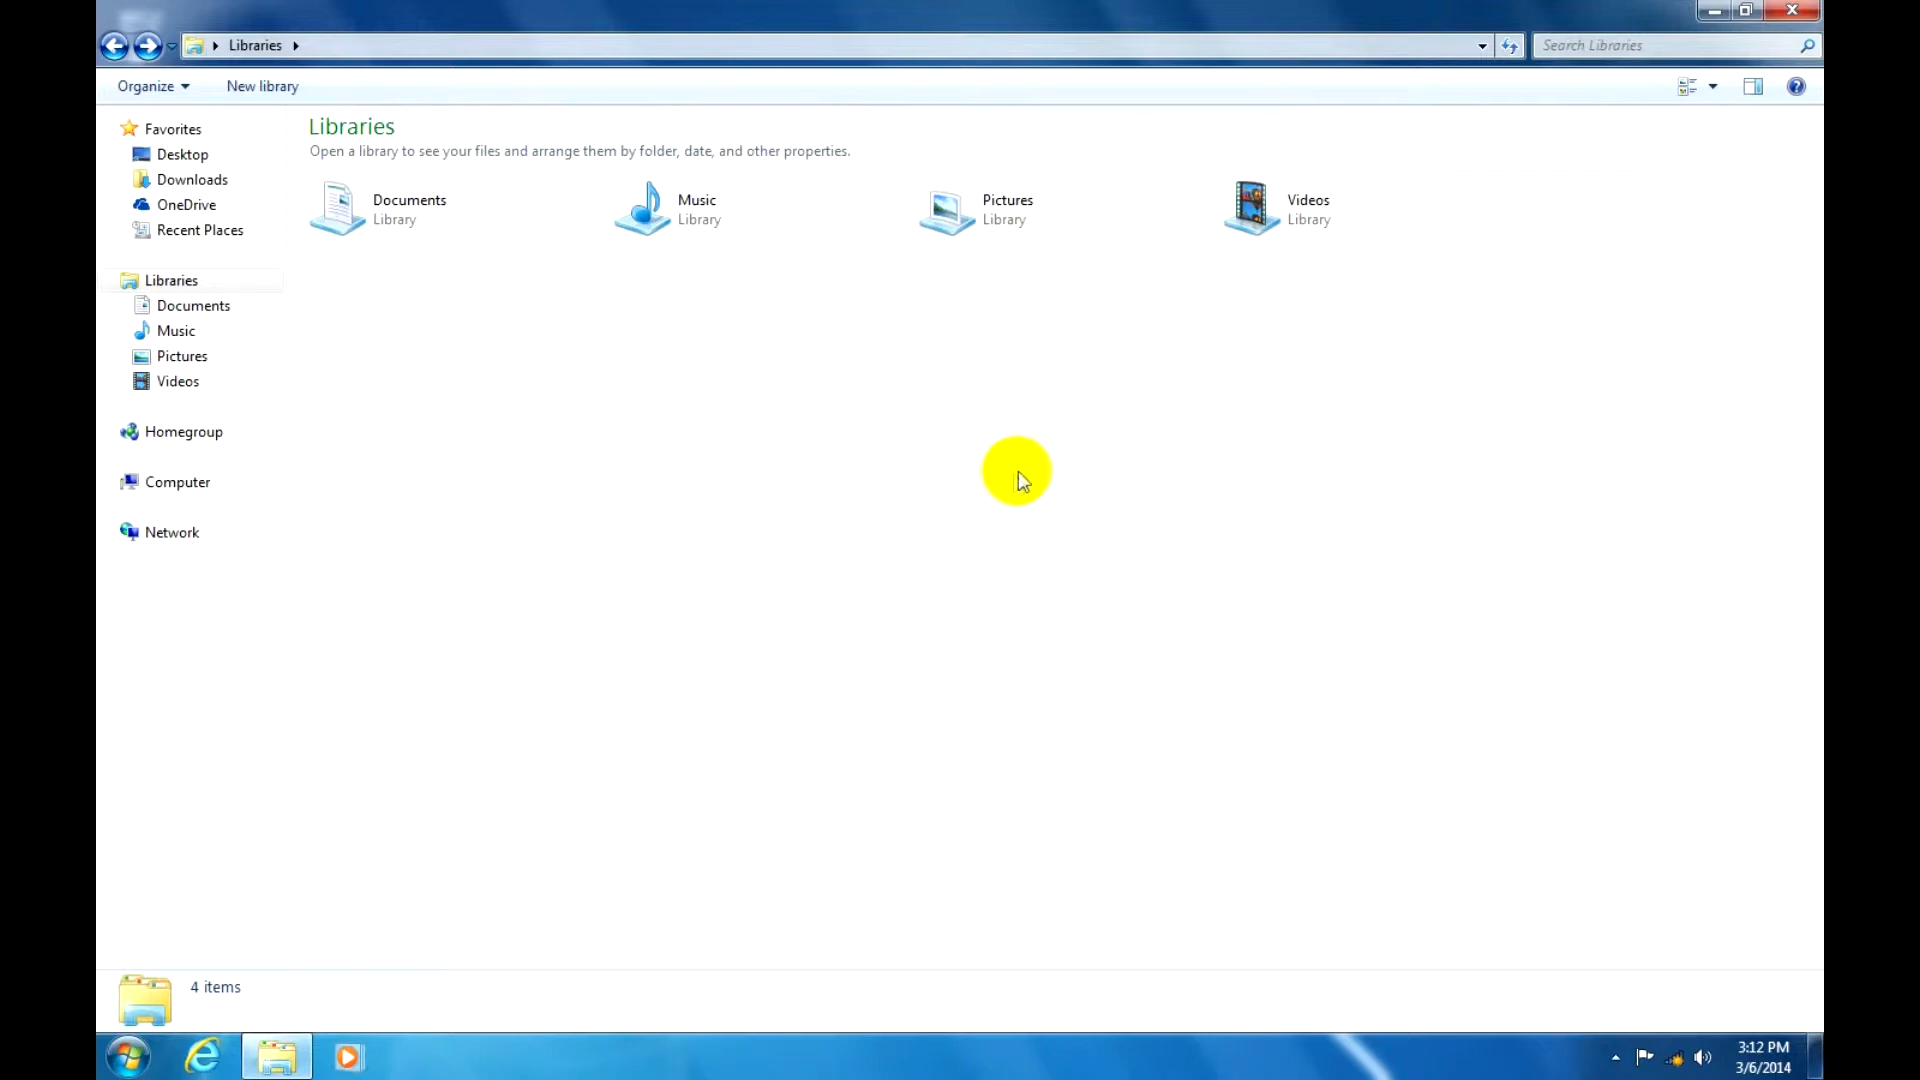 Libraries
Search Libraries
Organize
New library
Favorites
Desktop
Downloads
OneDrive
Recent Places
Libraries
Documents
Music
Pictures
Videos
Homegroup
Computer
Network
Libraries
Open a library to see your files and arrange them by folder, date, and other properties.
Documents
Library
Music
Library
Pictures
Library
Videos
Library
4 items
3:12 PM
3/6/2014